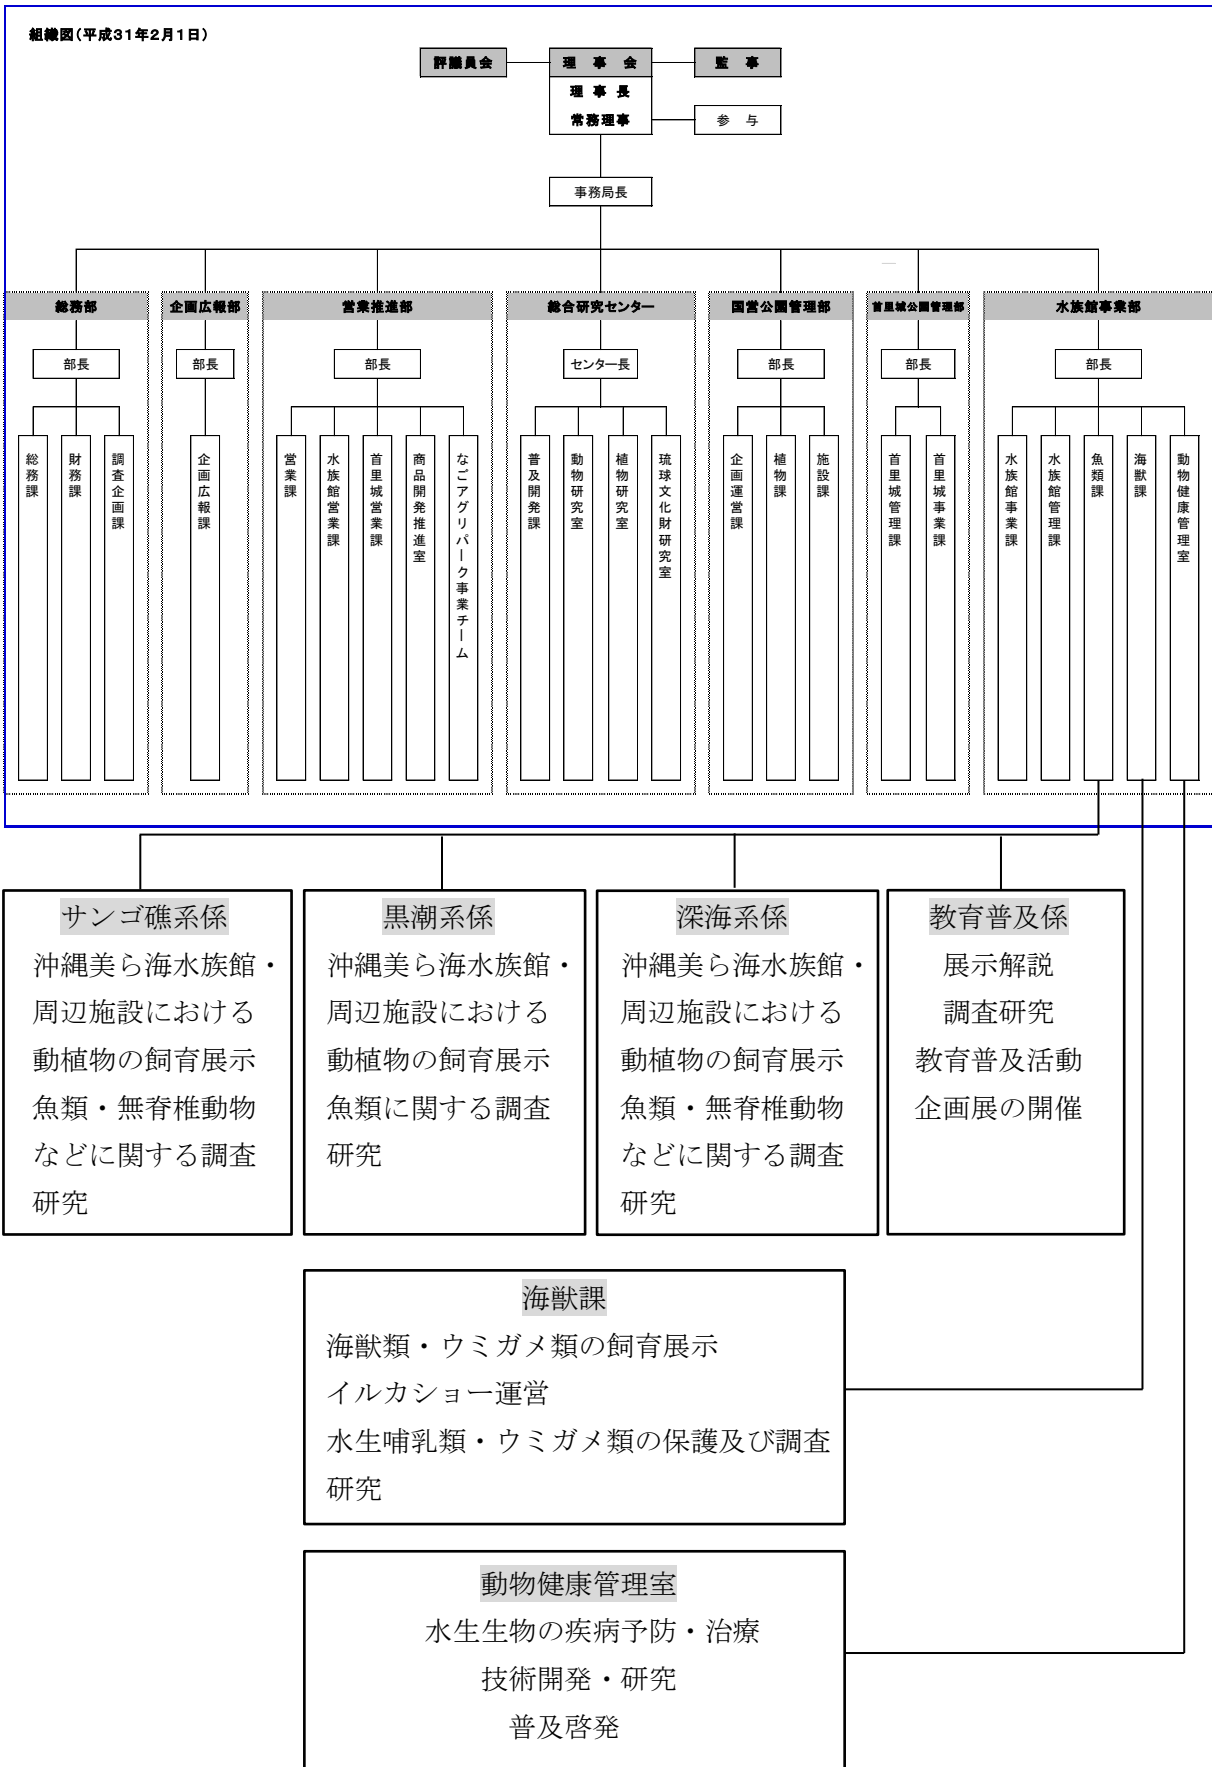 組織図(平成31年2月1日)
評議員会
理 事 会
監 事
理 事 長
常務理事
参 与
事務局長
総務部
企画広報部
営業推進部
総合研究センター
国営公園管理部
首里城公園管理部
水族館事業部
部長
部長
部長
センター長
部長
部長
部長
総務課
財務課
調査企画課
企画広報課
営業課
水族館営業課
首里城営業課
商品開発推進室
なごアグリパーク事業チーム
普及開発課
動物研究室
植物研究室
琉球文化財研究室
企画運営課
植物課
施設課
首里城管理課
首里城事業課
水族館事業課
水族館管理課
魚類課
海獣課
動物健康管理室
サンゴ礁系係
沖縄美ら海水族館・
周辺施設における
動植物の飼育展示
魚類・無脊椎動物
などに関する調査
研究
黒潮系係
沖縄美ら海水族館・
周辺施設における
動植物の飼育展示
魚類に関する調査
研究
深海系係
沖縄美ら海水族館・
周辺施設における
動植物の飼育展示
魚類・無脊椎動物
などに関する調査
研究
教育普及係
展示解説
調査研究
教育普及活動
企画展の開催
海獣課
海獣類・ウミガメ類の飼育展示
イルカショー運営
水生哺乳類・ウミガメ類の保護及び調査
研究
動物健康管理室
水生生物の疾病予防・治療
技術開発・研究
普及啓発